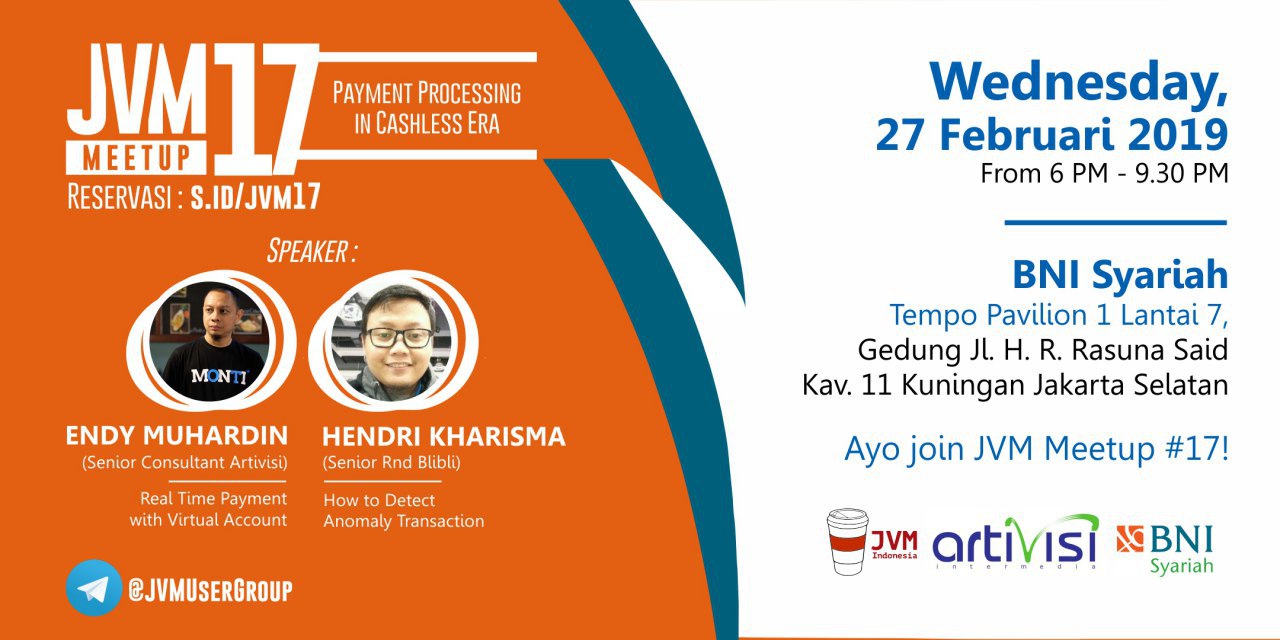 JVM 17
MEETUP
PAYMENT PROCESSING
IN CASHLESS ERA
RESERVASI : S.ID/JVM17
SPEAKER :
MONTI
ENDY MUHARDIN
(Senior Consultant Artivisi)
Real Time Payment
with Virtual Account
HENDRI KHARISMA
(Senior Rnd Blibli)
How to Detect
Anomaly Transaction
@JVMUserGroup
Wednesday,
27 Februari 2019
From 6 PM - 9.30 PM
BNI Syariah
Tempo Pavilion 1 Lantai 7,
Gedung Jl. H. R. Rasuna Said
Kav. 11 Kuningan Jakarta Selatan
Ayo join JVM Meetup #17!
JVM
Indonesia
artivisi
intermedia
BNI
Syariah